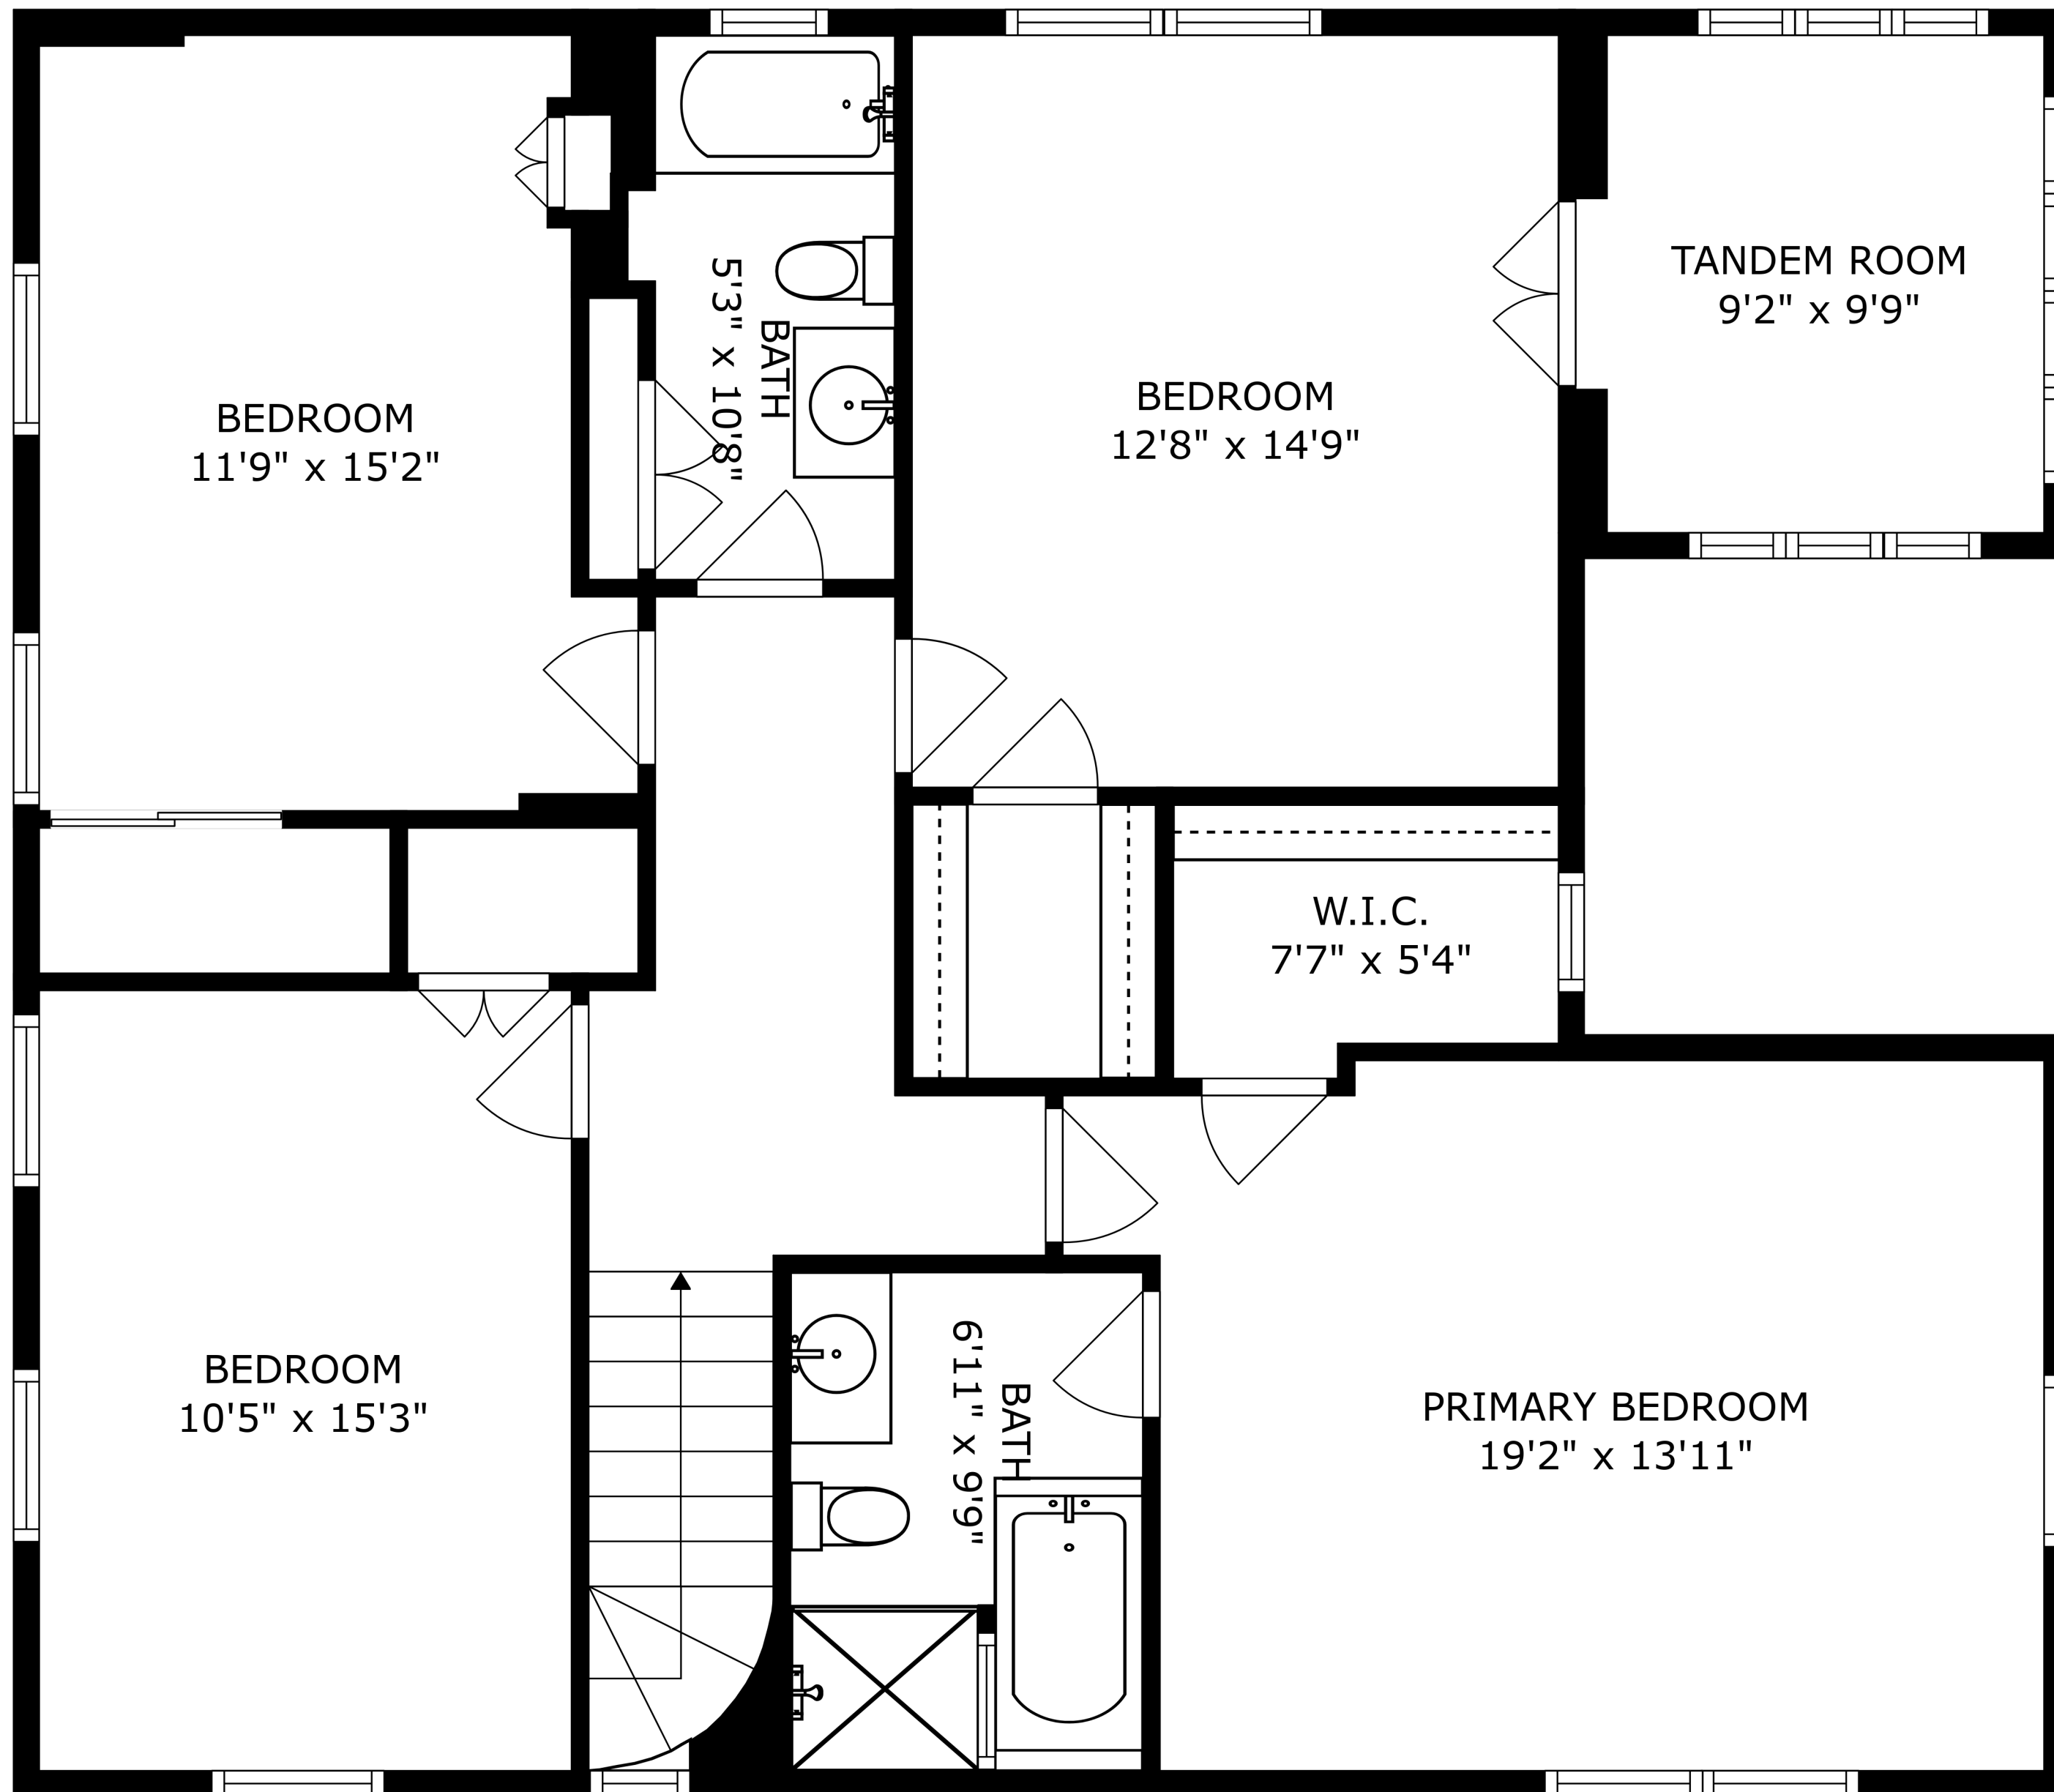 TANDEM ROOM
9'2" x 9'9"
BATH
5'3" x 10'8"
BEDROOM
12'8" x 14'9"
BEDROOM
11'9" x 15'2"
W.I.C.
7'7" x 5'4"
BEDROOM
10'5" x 15'3"
BATH
6'11" x 9'9"
PRIMARY BEDROOM
19'2" x 13'11"